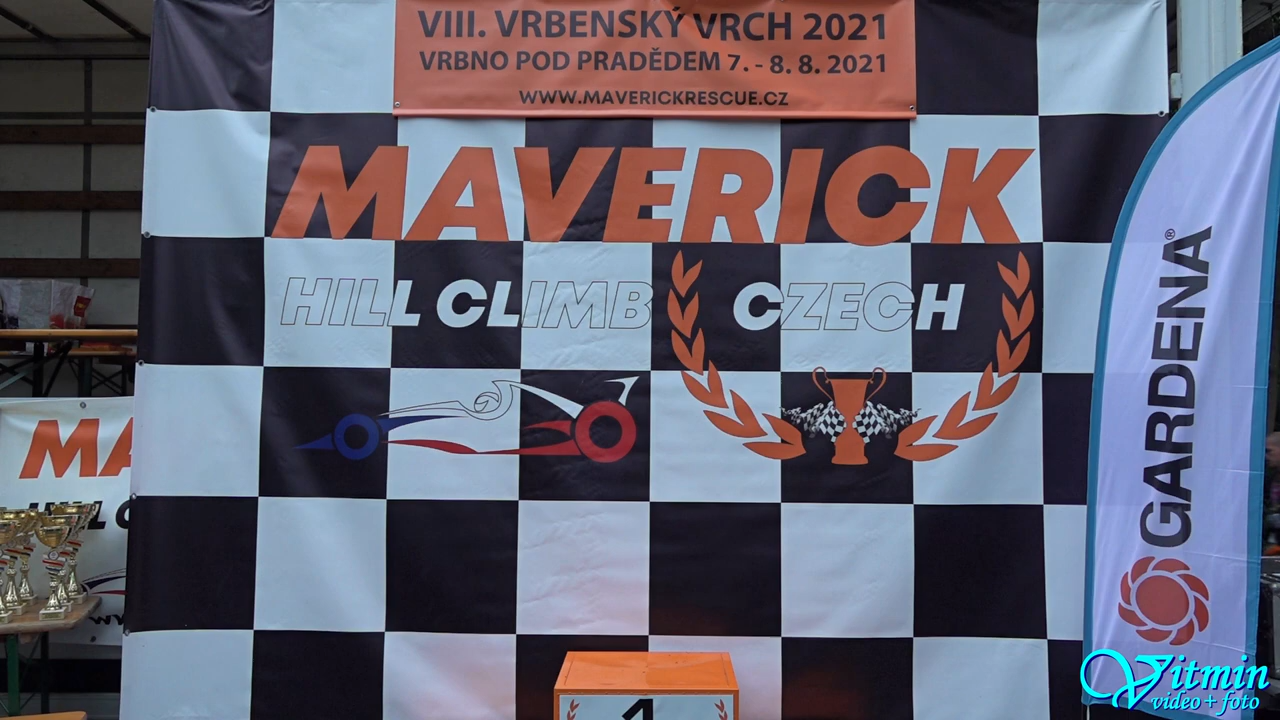 VIII. VRBENSKÝ VRCH 2021
VRBNO POD PRADĚDEM 7. - 8. 8. 2021
WWW.MAVERICKRESCUE.CZ
MAVERICK
HILL CLIMB CZECH
GARDENA®
MA
1
Vitmin
video + foto